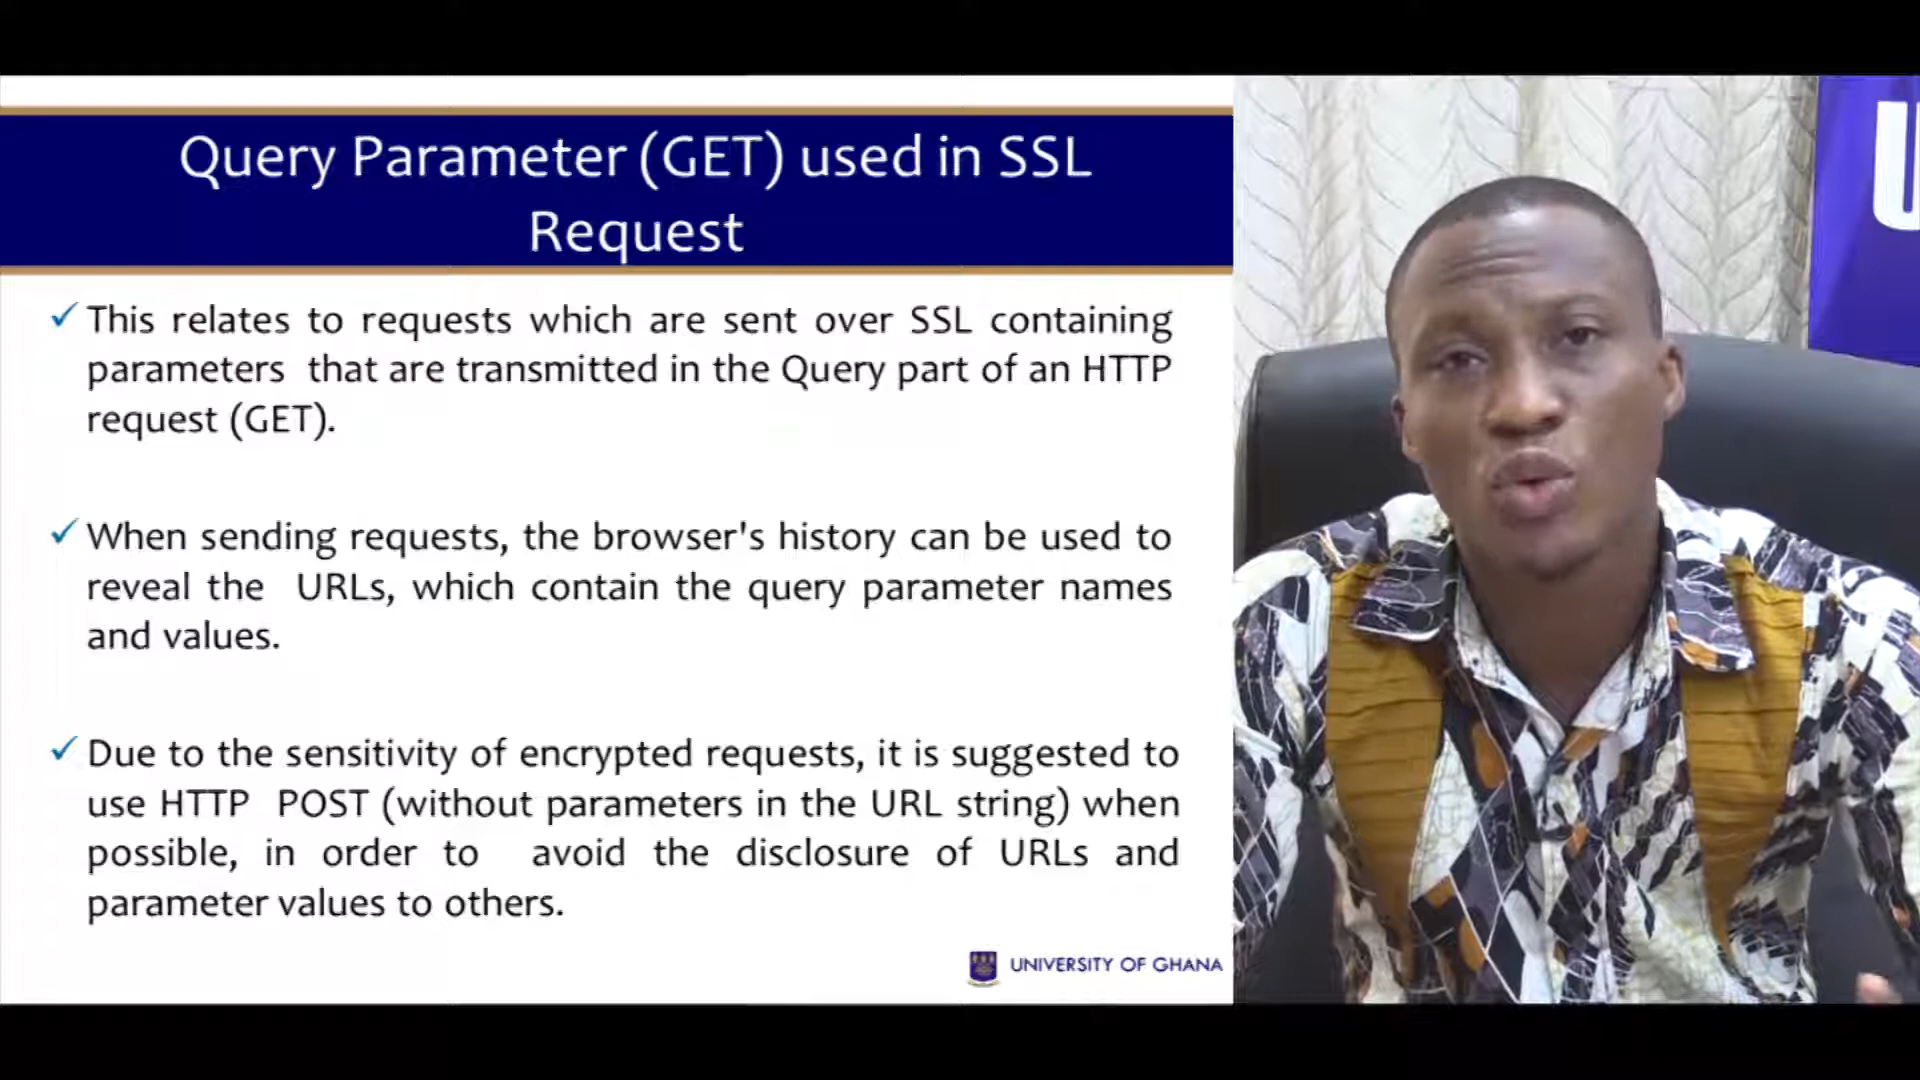 Query Parameter (GET) used in SSL
Request
This relates to requests which are sent over SSL containing
parameters that are transmitted in the Query part of an HTTP
request (GET).
When sending requests, the browser's history can be used to
reveal the URLs, which contain the query parameter names
and values.
Due to the sensitivity of encrypted requests, it is suggested to
use HTTP POST (without parameters in the URL string) when
possible, in order to avoid the disclosure of URLs and
parameter values to others.
UNIVERSITY OF GHANA
U